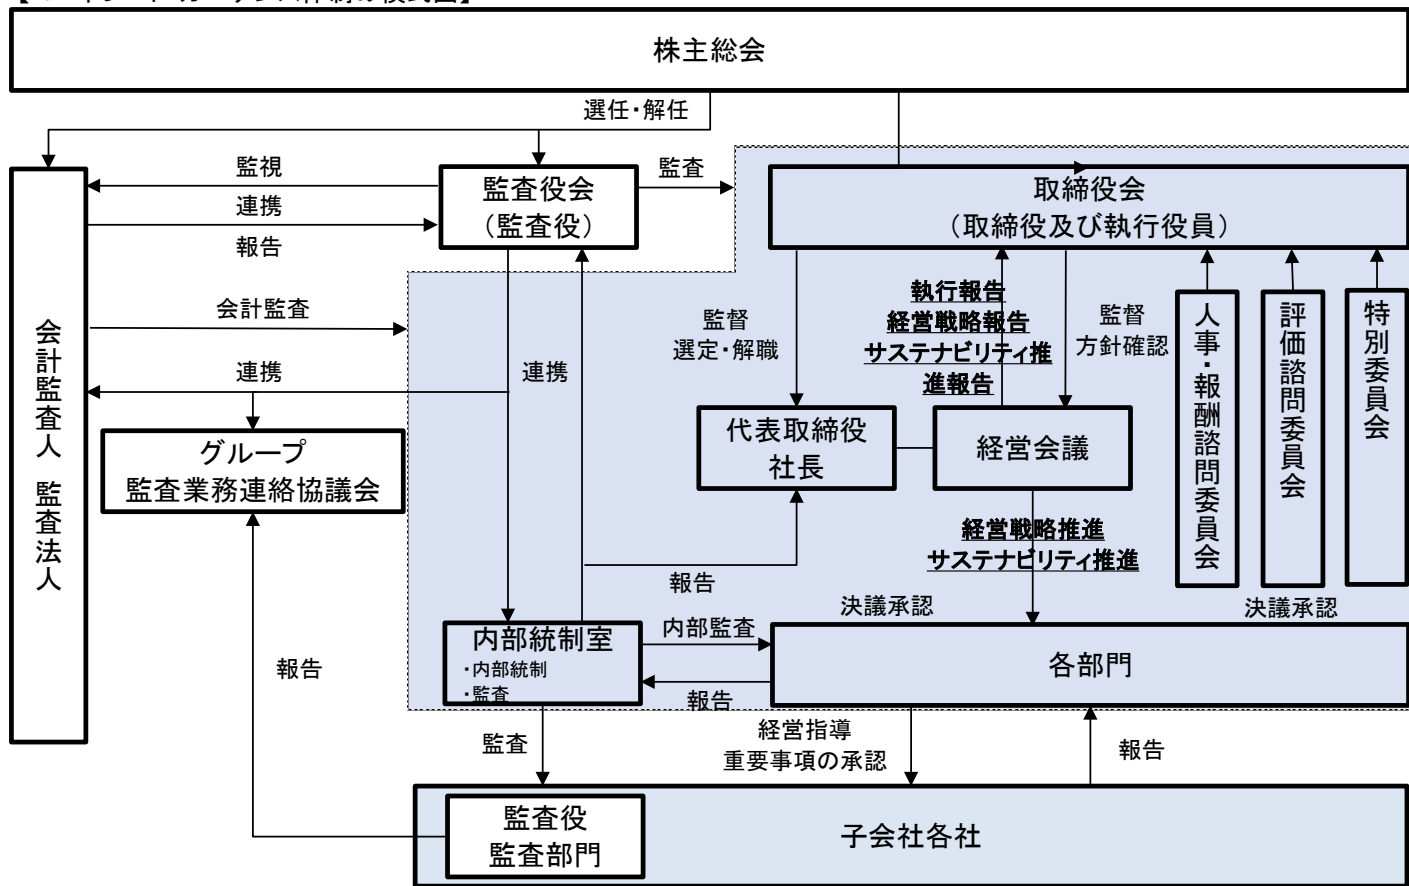 株主総会
選任・解任
監視
連携
報告
監査役会
（監査役）
監査
取締役会
（取締役及び執行役員）
会計監査
連携
連携
監督
選定・解職
執行報告
経営戦略報告
サステナビリティ推
進報告
監督
方針確認
人事・報酬諮問委員会
評価諮問委員会
特別委員会
会計監査人 監査法人
グループ
監査業務連絡協議会
代表取締役
社長
経営会議
経営戦略推進
サステナビリティ推進
報告
決議承認
決議承認
内部統制室
・内部統制
・監査
内部監査
報告
各部門
報告
監査
経営指導
重要事項の承認
報告
監査役
監査部門
子会社各社